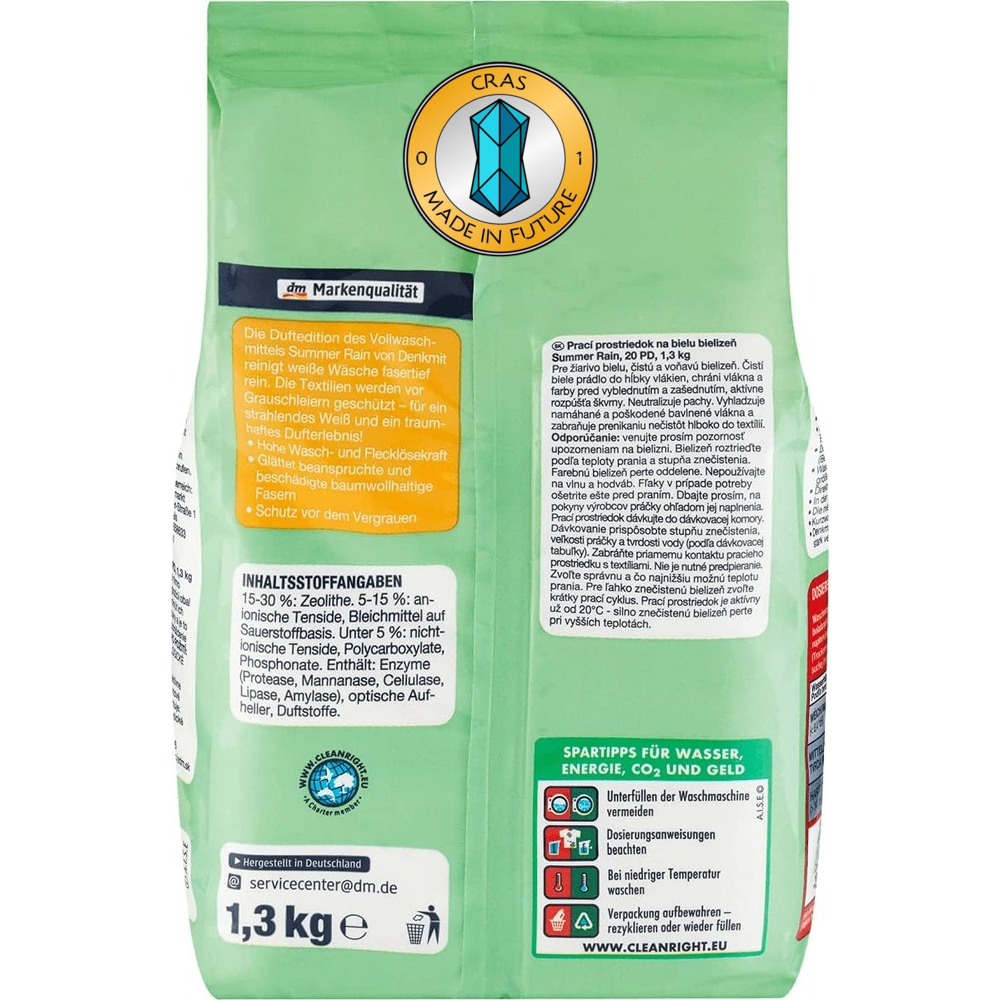 CRAS
0 1
MADE IN FUTURE
dm Markenqualität
Die Duftedition des Vollwasch-
mittels Summer Rain von Denkmit
reinigt weiße Wäsche fasertief
rein. Die Textilien werden vor
Grauschleiern geschützt – für ein
strahlendes Weiß und ein traum-
haftes Dufterlebnis!
• Hohe Wasch- und Flecklösekraft
• Glättet beanspruchte und
beschädigte baumwollhaltige
Fasern
• Schutz vor dem Vergrauen
INHALTSSTOFFANGABEN
15-30 %: Zeolithe. 5-15 %: an-
ionische Tenside, Bleichmittel auf
Sauerstoffbasis. Unter 5 %: nicht-
ionische Tenside, Polycarboxylate,
Phosphonate. Enthält: Enzyme
(Protease, Mannanase, Cellulase,
Lipase, Amylase), optische Auf-
heller, Duftstoffe.
WWW.CLEANRIGHT.EU
• A Charter member •
Hergestellt in Deutschland
@ servicecenter@dm.de
1,3 kg ℮
SK Prací prostriedok na bielu bielizeň
Summer Rain, 20 PD, 1,3 kg
Pre žiarivo bielu, čistú a voňavú bielizeň. Čistí
biele prádlo do hĺbky vlákien, chráni vlákna a
farby pred vyblednutím a zašednutím, aktívne
rozpúšťa škvrny. Neutralizuje pachy. Vyhladzuje
namáhané a poškodené bavlnené vlákna a
zabraňuje prenikaniu nečistôt hlboko do textílií.
Odporúčanie: venujte prosím pozornosť
upozorneniam na bielizni. Bielizeň roztrieďte
podľa teploty prania a stupňa znečistenia.
Farebnú bielizeň perte oddelene. Nepoužívajte
na vlnu a hodváb. Fľaky v prípade potreby
ošetrite ešte pred praním. Dbajte prosím, na
pokyny výrobcov práčky ohľadom jej naplnenia.
Prací prostriedok dávkujte do dávkovacej komory.
Dávkovanie prispôsobte stupňu znečistenia,
veľkosti práčky a tvrdosti vody (podľa dávkovacej
tabuľky). Zabráňte priamemu kontaktu pracieho
prostriedku s textíliami. Nie je nutné predpieranie.
Zvoľte správnu a čo najnižšiu možnú teplotu
prania. Pre ľahko znečistenú bielizeň zvoľte
krátky prací cyklus. Prací prostriedok je aktívny
už od 20°C - silno znečistenú bielizeň perte
pri vyšších teplotách.
SPARTIPPS FÜR WASSER,
ENERGIE, CO2 UND GELD
Unterfüllen der Waschmaschine
vermeiden
Dosierungsanweisungen
beachten
Bei niedriger Temperatur
waschen
Verpackung aufbewahren –
rezyklieren oder wieder füllen
WWW.CLEANRIGHT.EU
A.I.S.E.©